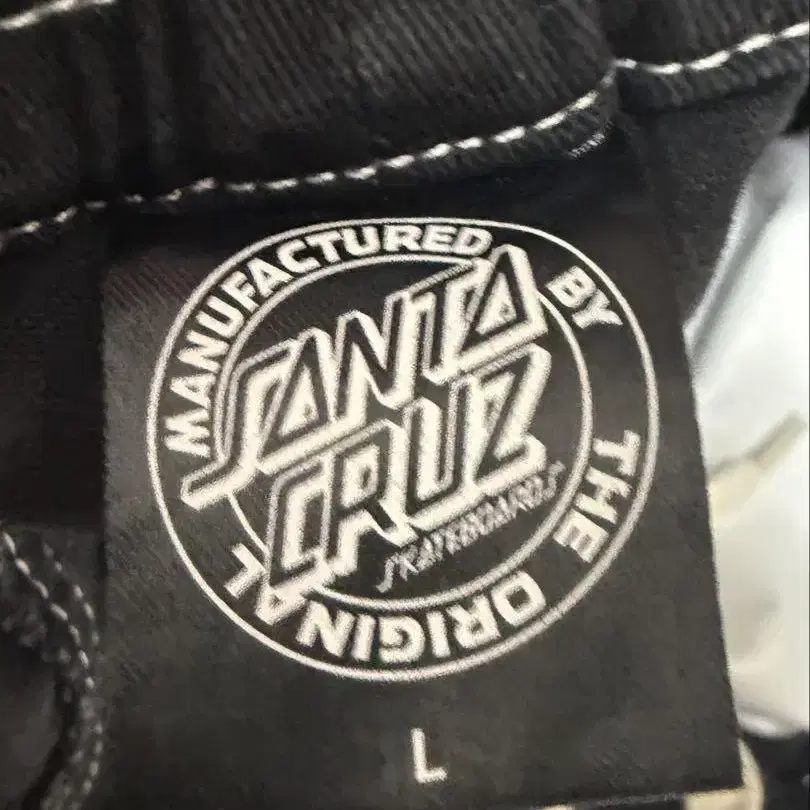 MANUFACTURED BY THE ORIGINAL
SANTA
CRUZ
SKATEBOARDS
L